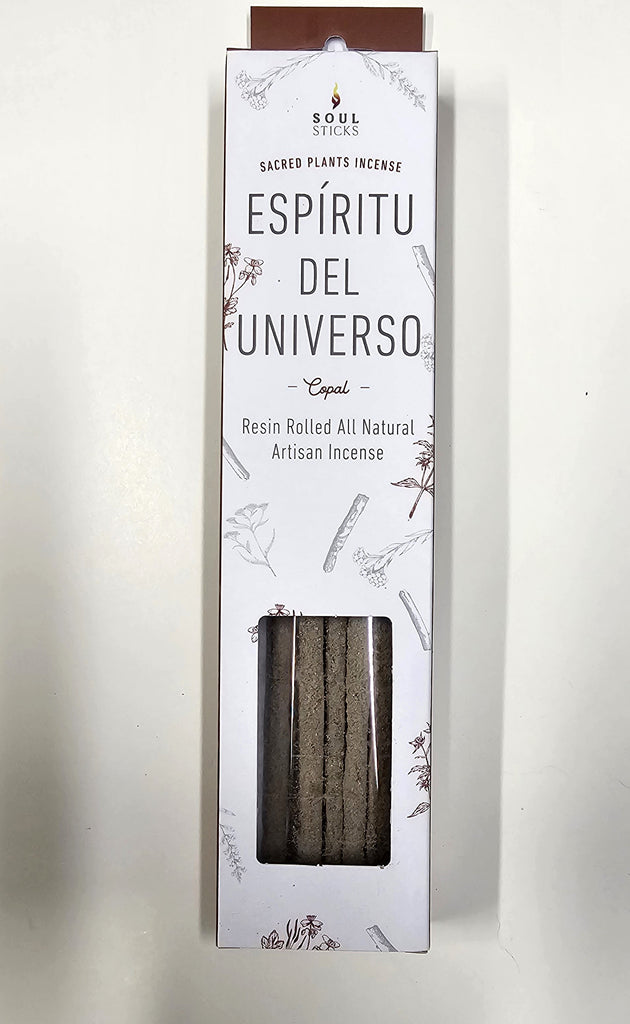 SOUL
STICKS
SACRED PLANTS INCENSE
ESPÍRITU
DEL
UNIVERSO
- Copal -
Resin Rolled All Natural
Artisan Incense